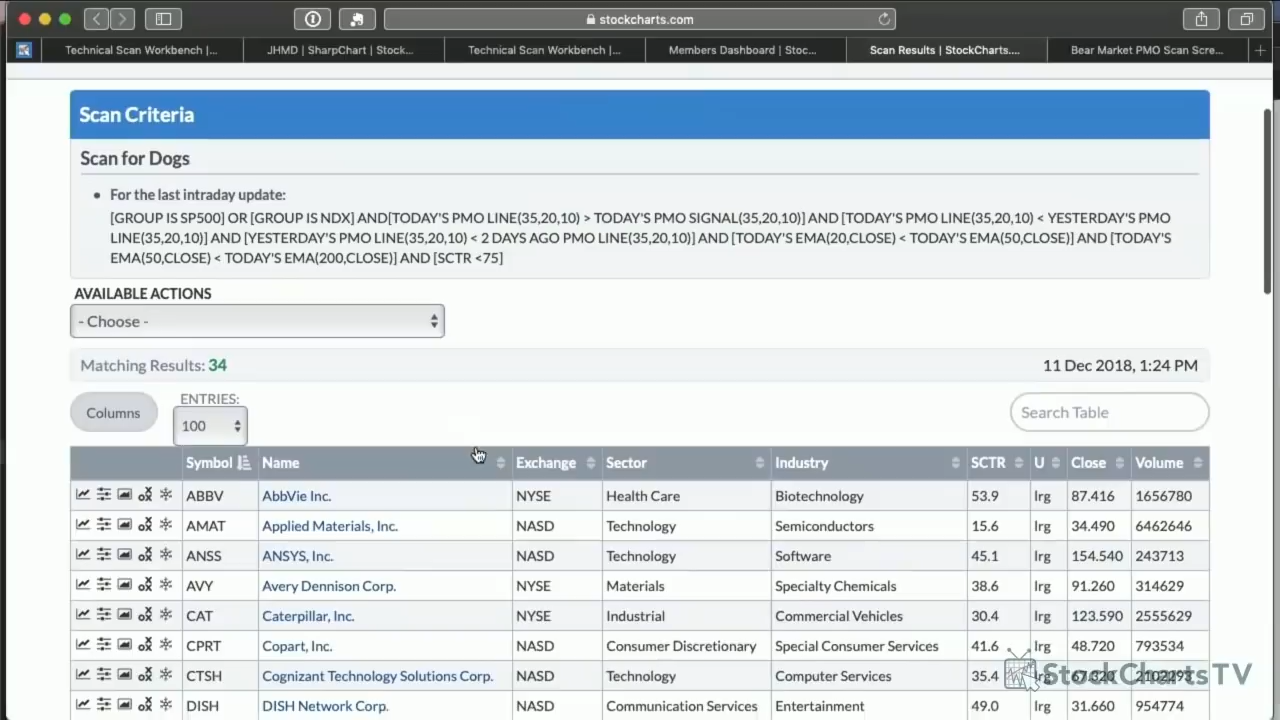 stockcharts.com
Technical Scan Workbench |...
JHMD | SharpChart | Stock...
Technical Scan Workbench |...
Members Dashboard | Stoc...
Scan Results | StockCharts....
Bear Market PMO Scan Scre...
Scan Criteria
Scan for Dogs
• For the last intraday update:
[GROUP IS SP500] OR [GROUP IS NDX] AND[TODAY'S PMO LINE(35,20,10) > TODAY'S PMO SIGNAL(35,20,10)] AND [TODAY'S PMO LINE(35,20,10) < YESTERDAY'S PMO
LINE(35,20,10)] AND [YESTERDAY'S PMO LINE(35,20,10) < 2 DAYS AGO PMO LINE(35,20,10)] AND [TODAY'S EMA(20,CLOSE) < TODAY'S EMA(50,CLOSE)] AND [TODAY'S
EMA(50,CLOSE) < TODAY'S EMA(200,CLOSE)] AND [SCTR <75]
AVAILABLE ACTIONS
- Choose -
Matching Results: 34 11 Dec 2018, 1:24 PM
ENTRIES:
Columns 100 Search Table
Symbol Name Exchange Sector Industry SCTR U Close Volume
ABBV AbbVie Inc. NYSE Health Care Biotechnology 53.9 lrg 87.416 1656780
AMAT Applied Materials, Inc. NASD Technology Semiconductors 15.6 lrg 34.490 6462646
ANSS ANSYS, Inc. NASD Technology Software 45.1 lrg 154.540 243713
AVY Avery Dennison Corp. NYSE Materials Specialty Chemicals 38.6 lrg 91.260 314629
CAT Caterpillar, Inc. NYSE Industrial Commercial Vehicles 30.4 lrg 123.590 2555629
CPRT Copart, Inc. NASD Consumer Discretionary Special Consumer Services 41.6 lrg 48.720 793534
CTSH Cognizant Technology Solutions Corp. NASD Technology Computer Services 35.4 lrg 67.320 2102293
StockChartsTV
DISH DISH Network Corp. NASD Communication Services Entertainment 49.0 lrg 31.660 954774